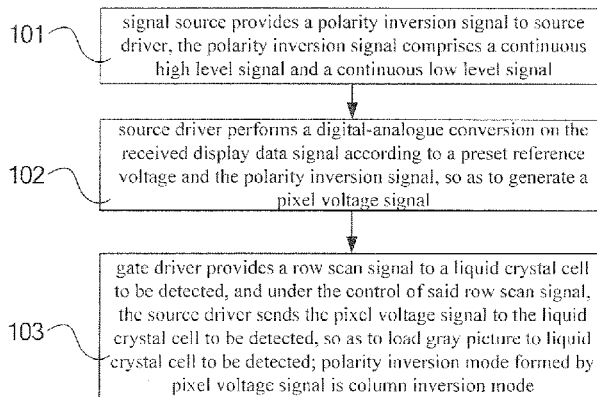 101
signal source provides a polarity inversion signal to source
driver, the polarity inversion signal comprises a continuous
high level signal and a continuous low level signal
102
source driver performs a digital-analogue conversion on the
received display data signal according to a preset reference
voltage and the polarity inversion signal, so as to generate a
pixel voltage signal
103
gate driver provides a row scan signal to a liquid crystal cell
to be detected, and under the control of said row scan signal,
the source driver sends the pixel voltage signal to the liquid
crystal cell to be detected, so as to load gray picture to liquid
crystal cell to be detected; polarity inversion mode formed by
pixel voltage signal is column inversion mode